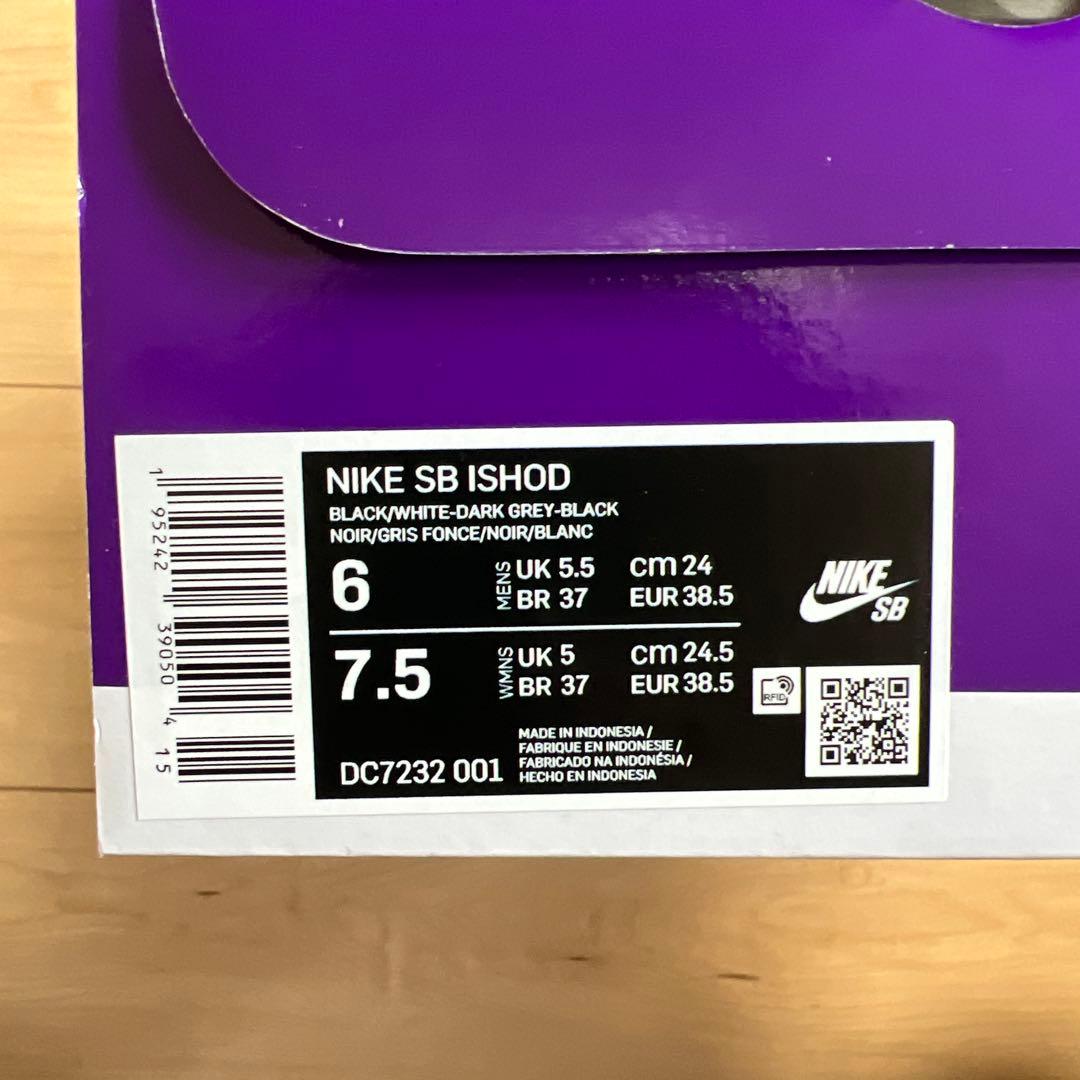 NIKE SB ISHOD
BLACK/WHITE-DARK GREY-BLACK
NOIR/GRIS FONCE/NOIR/BLANC
6 MENS UK 5.5 cm 24
BR 37 EUR 38.5
7.5 WMNS UK 5 cm 24.5
BR 37 EUR 38.5
NIKE
SB
RFID
MADE IN INDONESIA /
FABRIQUE EN INDONESIE /
FABRICADO NA INDONÉSIA /
HECHO EN INDONESIA
DC7232 001
1 95242 39050 4 15